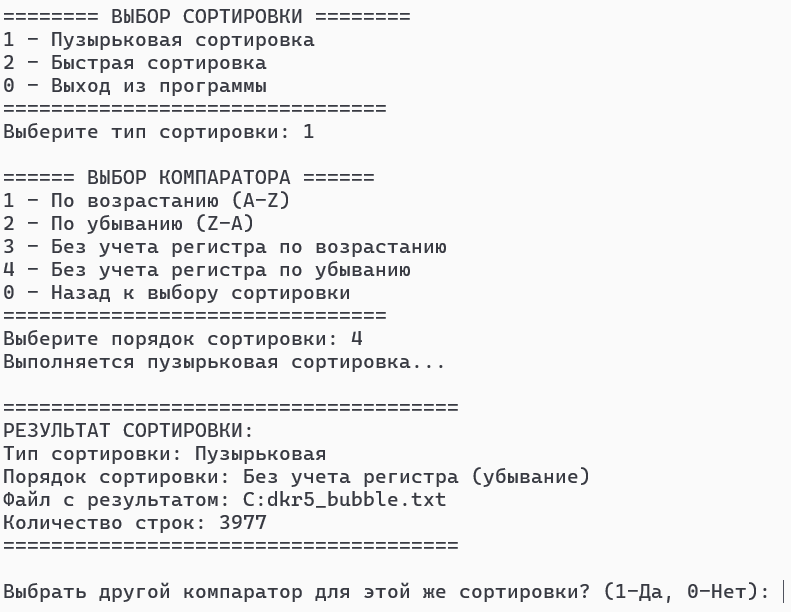 ======== ВЫБОР СОРТИРОВКИ ========
1 - Пузырьковая сортировка
2 - Быстрая сортировка
0 - Выход из программы
================================
Выберите тип сортировки: 1
====== ВЫБОР КОМПАРАТОРА ======
1 - По возрастанию (A-Z)
2 - По убыванию (Z-A)
3 - Без учета регистра по возрастанию
4 - Без учета регистра по убыванию
0 - Назад к выбору сортировки
================================
Выберите порядок сортировки: 4
Выполняется пузырьковая сортировка...
======================================
РЕЗУЛЬТАТ СОРТИРОВКИ:
Тип сортировки: Пузырьковая
Порядок сортировки: Без учета регистра (убывание)
Файл с результатом: C:dkr5_bubble.txt
Количество строк: 3977
======================================
Выбрать другой компаратор для этой же сортировки? (1-Да, 0-Нет):